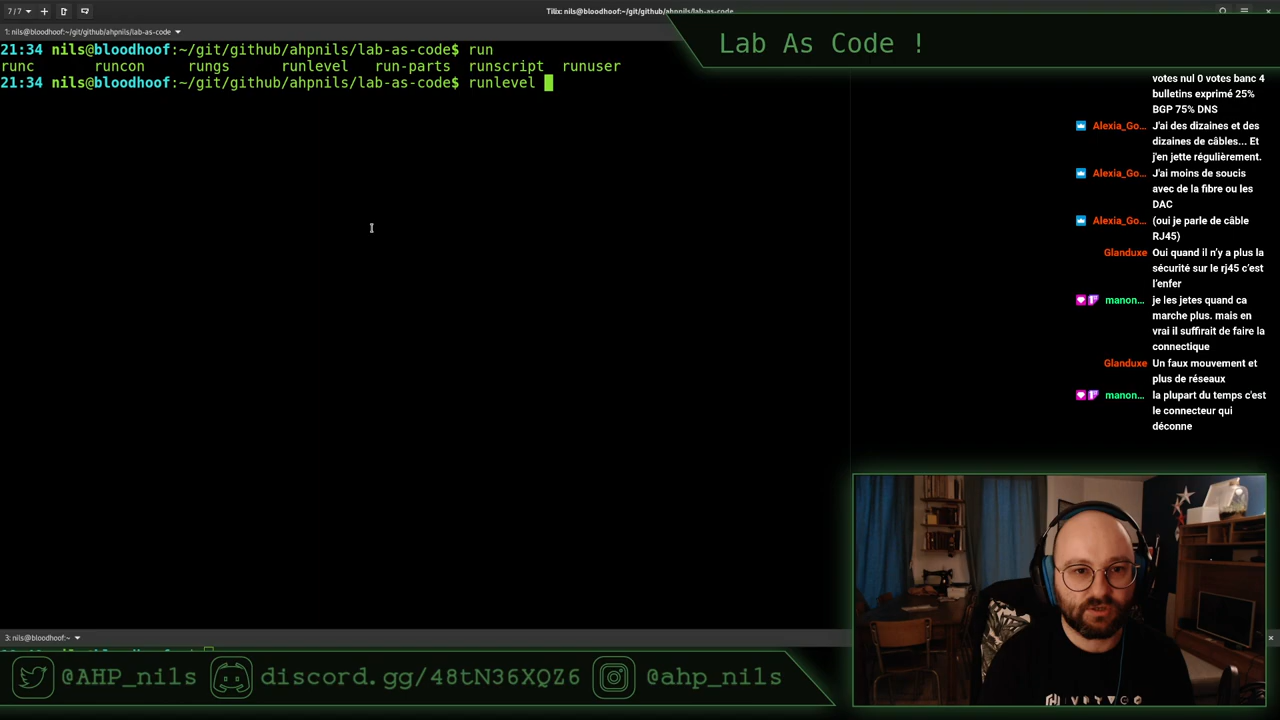 7 / 7
Tilix: nils@bloodhoof:~/git/github/ahpnils/lab-as-code
1: nils@bloodhoof:~/git/github/ahpnils/lab-as-code
21:34 nils@bloodhoof:~/git/github/ahpnils/lab-as-code$ run
runc runcon rungs runlevel run-parts runscript runuser
21:34 nils@bloodhoof:~/git/github/ahpnils/lab-as-code$ runlevel
Lab As Code !
votes nul 0 votes banc 4
bulletins exprimé 25%
BGP 75% DNS
Alexia_Go... J'ai des dizaines et des
dizaines de câbles... Et
j'en jette régulièrement.
Alexia_Go... J'ai moins de soucis
avec de la fibre ou les
DAC
Alexia_Go... (oui je parle de câble
RJ45)
Glanduxe Oui quand il n'y a plus la
sécurité sur le rj45 c'est
l'enfer
manon... je les jetes quand ca
marche plus. mais en
vrai il suffirait de faire la
connectique
Glanduxe Un faux mouvement et
plus de réseaux
manon... la plupart du temps c'est
le connecteur qui
déconne
3: nils@bloodhoof:~
@AHP_nils discord.gg/48tN36XQZ6 @ahp_nils